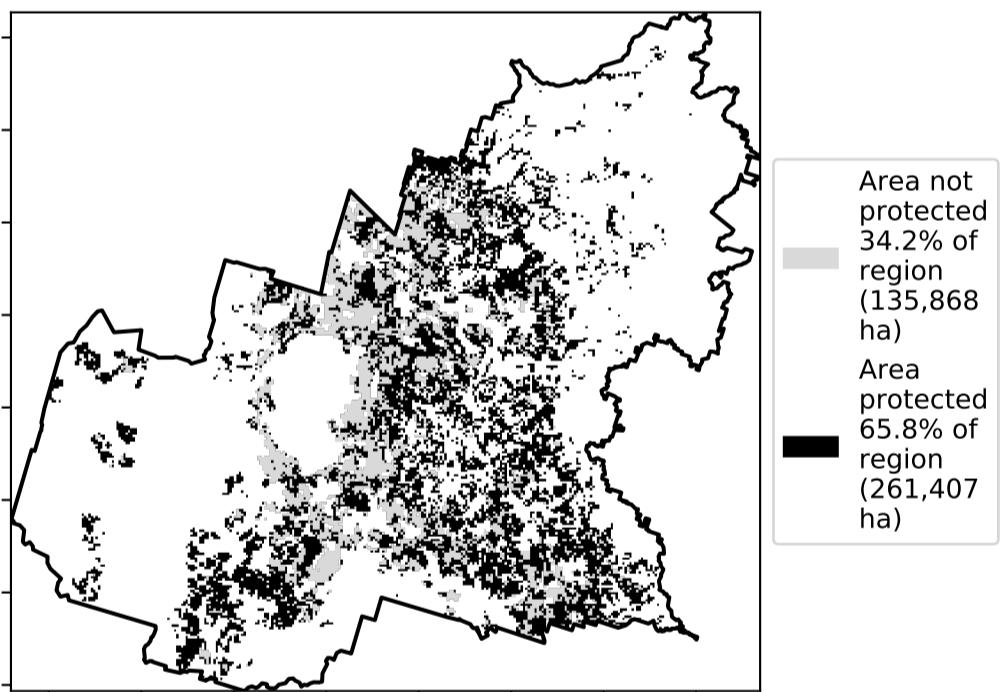 Area not
protected
34.2% of
region
(135,868
ha)
Area
protected
65.8% of
region
(261,407
ha)